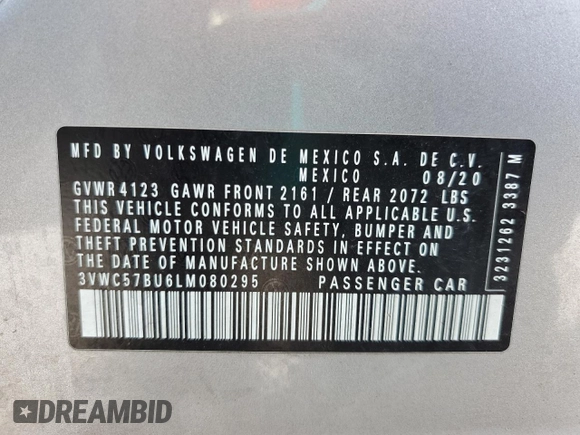 MFD BY VOLKSWAGEN DE MEXICO S.A. DE C.V.
MEXICO 08/20
GVWR 4123 GAWR FRONT 2161 / REAR 2072 LBS
THIS VEHICLE CONFORMS TO ALL APPLICABLE U.S.
FEDERAL MOTOR VEHICLE SAFETY, BUMPER AND
THEFT PREVENTION STANDARDS IN EFFECT ON
THE DATE OF MANUFACTURE SHOWN ABOVE.
3VWC57BU6LM080295 PASSENGER CAR
3231262 3387 M
DREAMBID